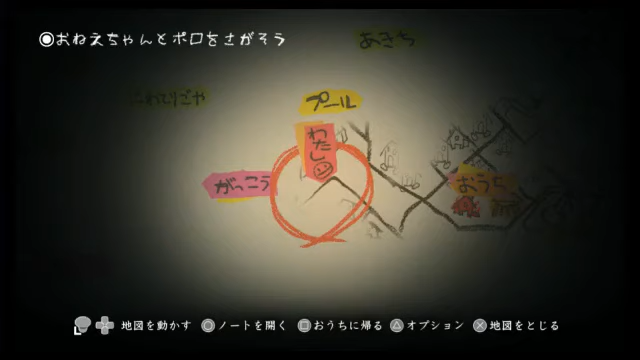 おねえちゃんとポロをさがそう
あきち
プール
わたし
がっこう
おうち
地図を動かす ノートを開く おうちに帰る オプション 地図をとじる